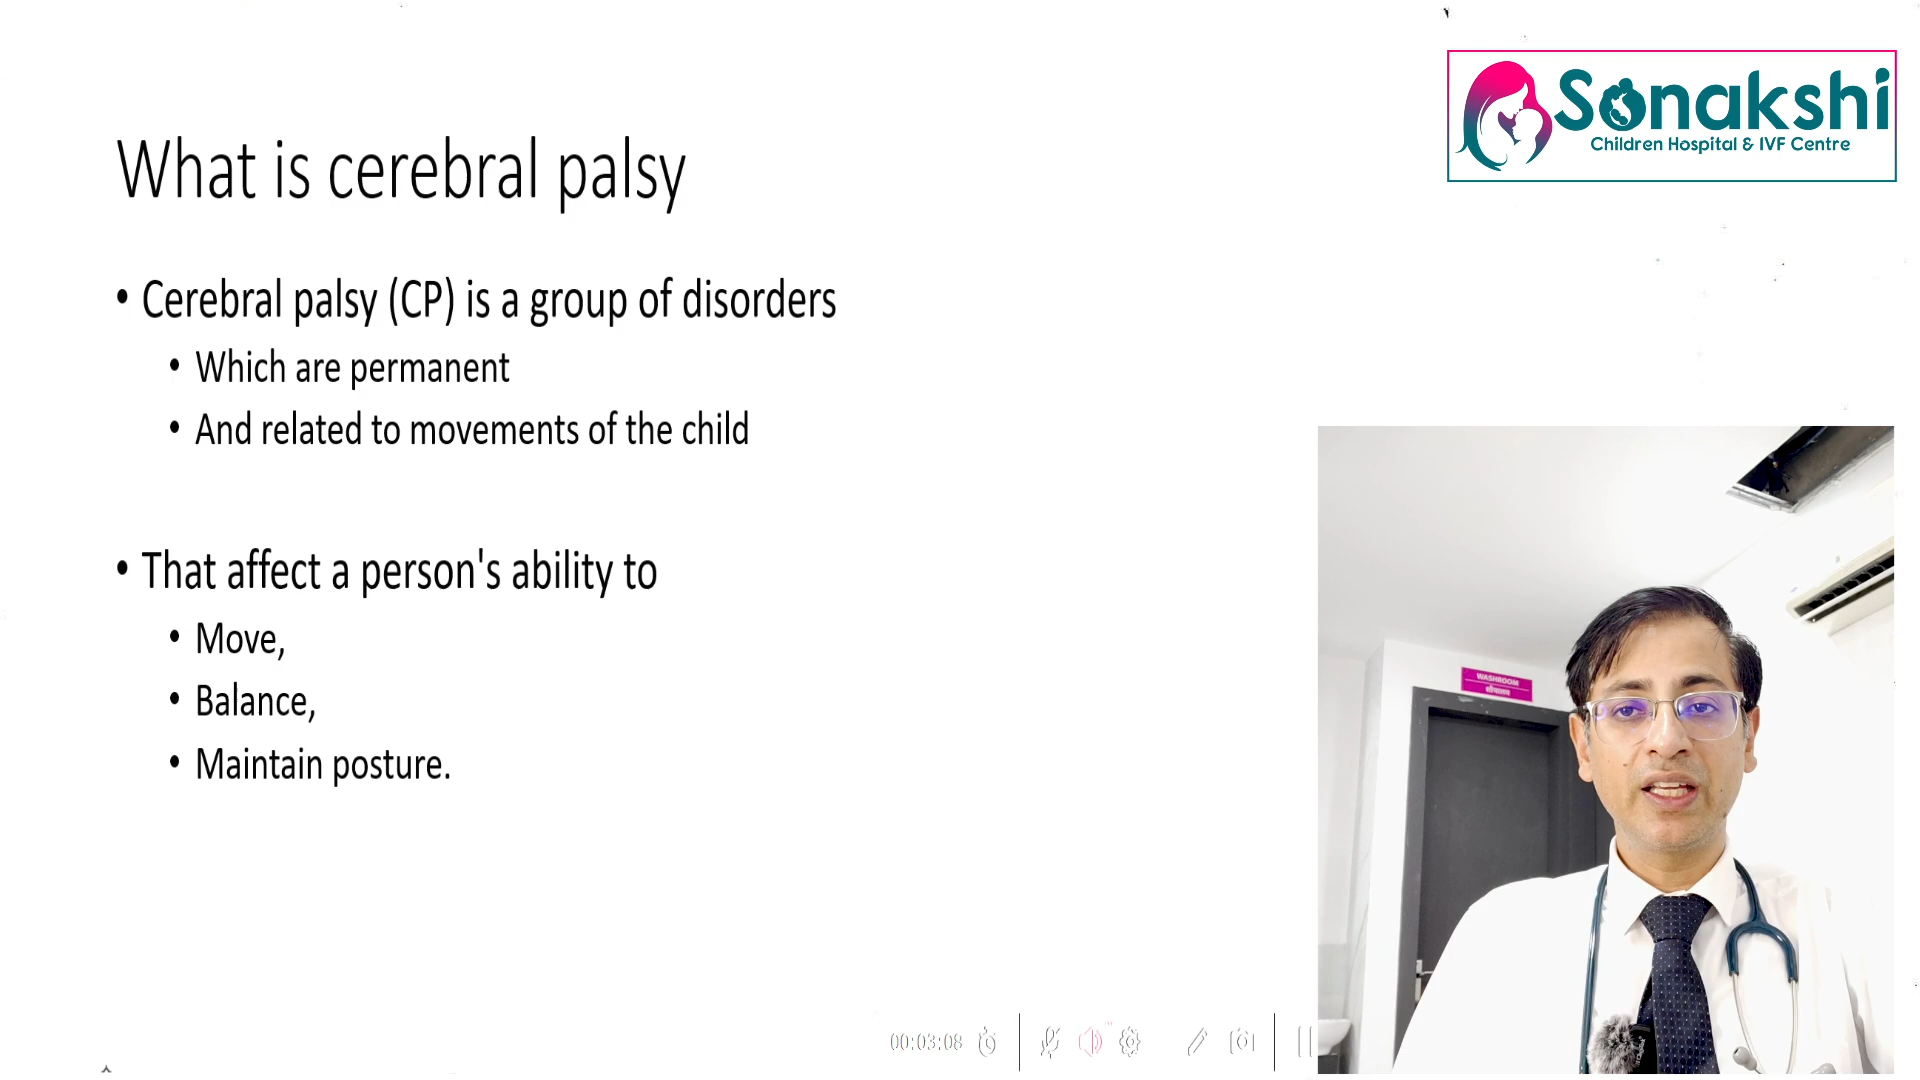 Sonakshi
Children Hospital & IVF Centre
What is cerebral palsy
• Cerebral palsy (CP) is a group of disorders
• Which are permanent
• And related to movements of the child
• That affect a person's ability to
• Move,
• Balance,
• Maintain posture.
WASHROOM
शौचालय
00:03:08